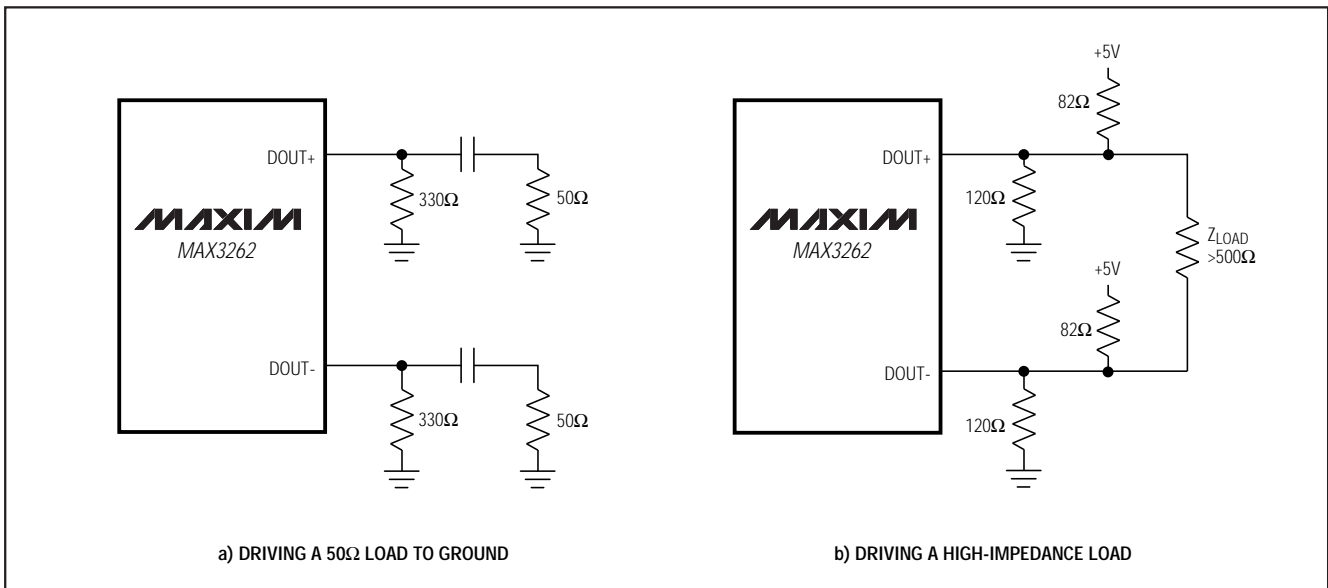 DOUT+
330Ω
50Ω
MAXIM
MAX3262
DOUT-
330Ω
50Ω
a) DRIVING A 50Ω LOAD TO GROUND
+5V
82Ω
DOUT+
120Ω
MAXIM
MAX3262
ZLOAD
>500Ω
+5V
82Ω
DOUT-
120Ω
b) DRIVING A HIGH-IMPEDANCE LOAD